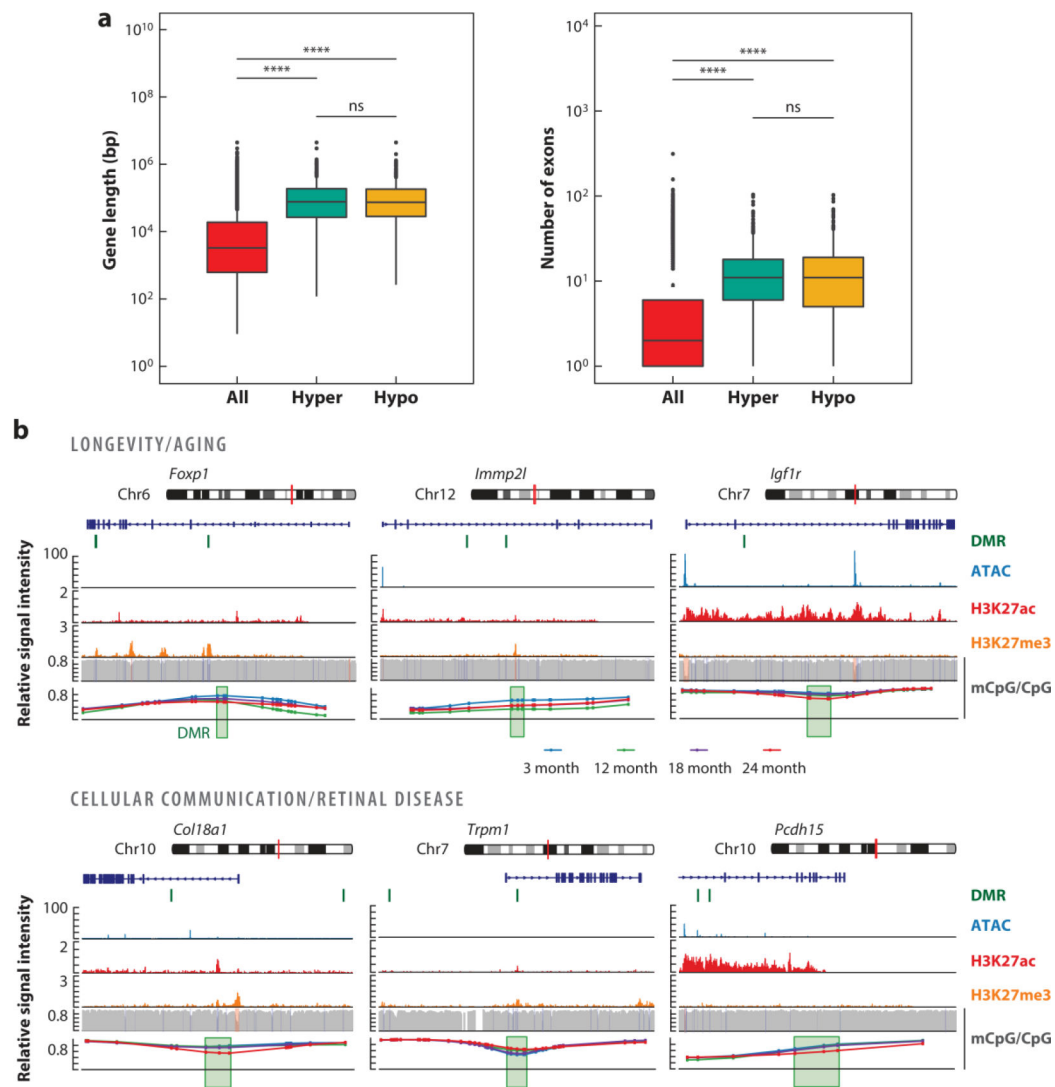 a
Gene length (bp)
10^10
10^8
10^6
10^4
10^2
10^0
****
****
ns
All Hyper Hypo
Number of exons
10^4
10^3
10^2
10^1
10^0
****
****
ns
All Hyper Hypo
b
LONGEVITY/AGING
Foxp1 Immp2l Igf1r
Chr6 Chr12 Chr7
DMR
100 ATAC
2 H3K27ac
3 H3K27me3
0.8 mCpG/CpG
0.8
DMR
Relative signal intensity
3 month 12 month 18 month 24 month
CELLULAR COMMUNICATION/RETINAL DISEASE
Col18a1 Trpm1 Pcdh15
Chr10 Chr7 Chr10
DMR
100 ATAC
2 H3K27ac
3 H3K27me3
0.8 mCpG/CpG
0.8
Relative signal intensity